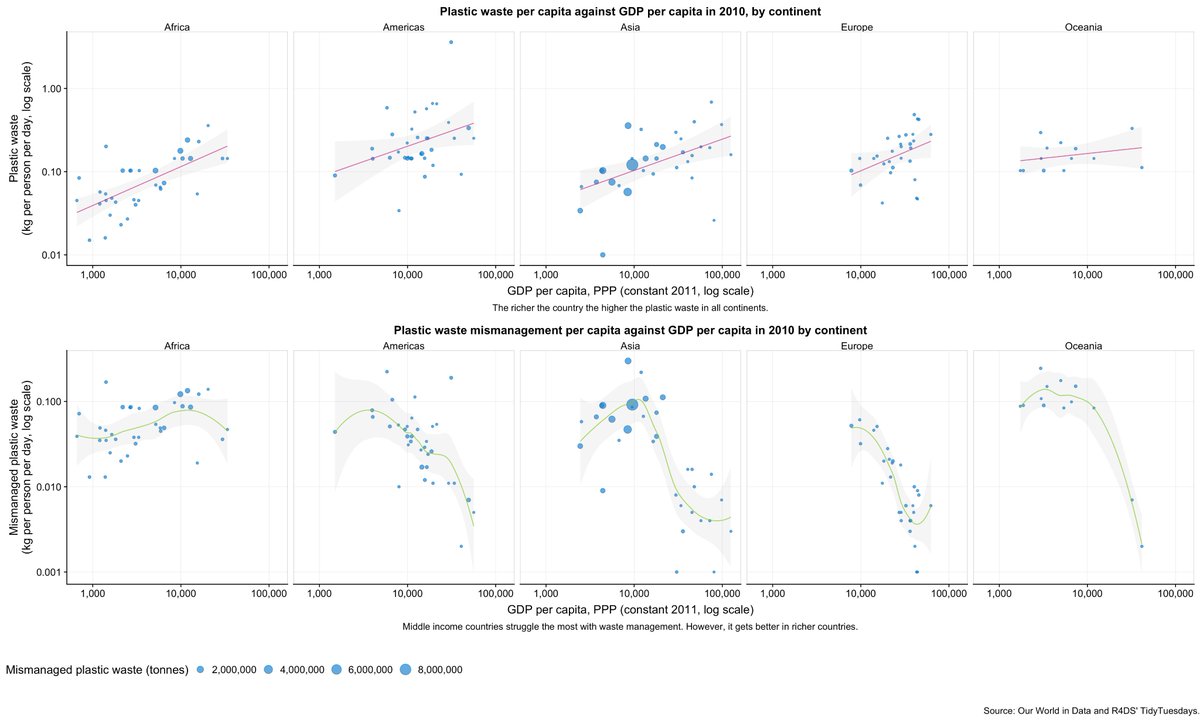 Plastic waste per capita against GDP per capita in 2010, by continent
Africa Americas Asia Europe Oceania
Plastic waste
(kg per person per day, log scale)
1.00
0.10
0.01
1,000 10,000 100,000 1,000 10,000 100,000 1,000 10,000 100,000 1,000 10,000 100,000 1,000 10,000 100,000
GDP per capita, PPP (constant 2011, log scale)
The richer the country the higher the plastic waste in all continents.
Plastic waste mismanagement per capita against GDP per capita in 2010 by continent
Africa Americas Asia Europe Oceania
Mismanaged plastic waste
(kg per person per day, log scale)
0.100
0.010
0.001
1,000 10,000 100,000 1,000 10,000 100,000 1,000 10,000 100,000 1,000 10,000 100,000 1,000 10,000 100,000
GDP per capita, PPP (constant 2011, log scale)
Middle income countries struggle the most with waste management. However, it gets better in richer countries.
Mismanaged plastic waste (tonnes) 2,000,000 4,000,000 6,000,000 8,000,000
Source: Our World in Data and R4DS' TidyTuesdays.